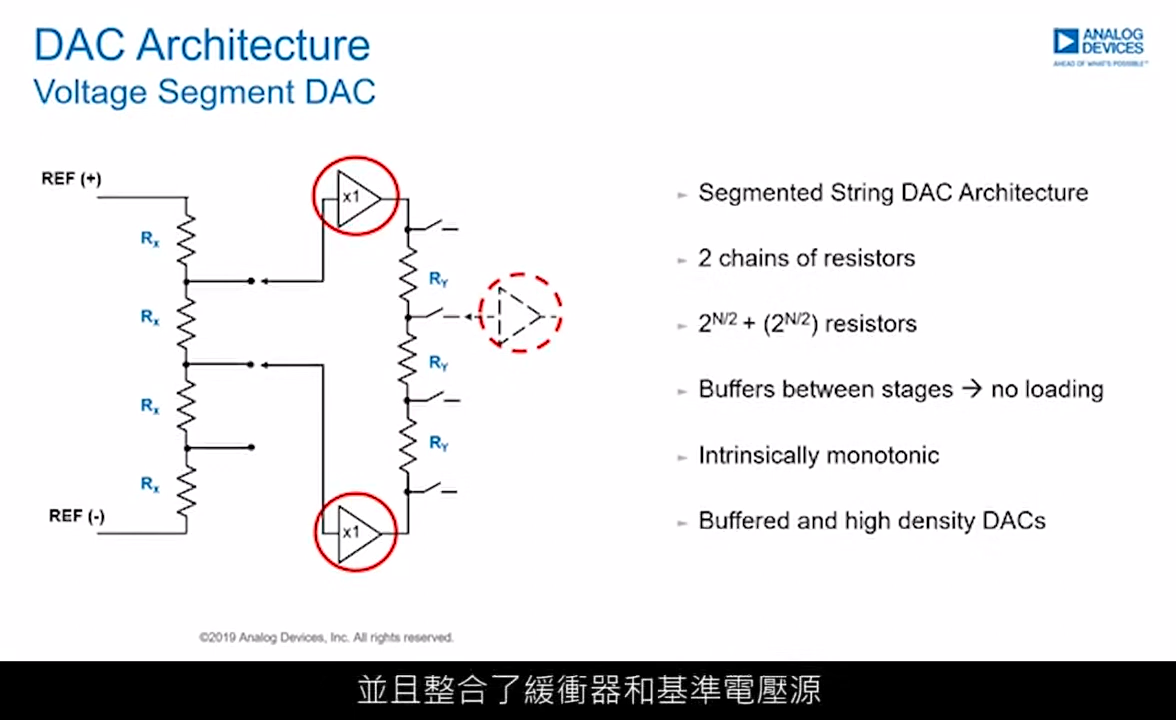 DAC Architecture
Voltage Segment DAC
ANALOG
DEVICES
AHEAD OF WHAT'S POSSIBLE™
REF (+)
Rx
Rx
Rx
Rx
REF (-)
x1
x1
RY
RY
RY
Segmented String DAC Architecture
2 chains of resistors
2^N/2 + (2^N/2) resistors
Buffers between stages → no loading
Intrinsically monotonic
Buffered and high density DACs
©2019 Analog Devices, Inc. All rights reserved.
並且整合了緩衝器和基準電壓源